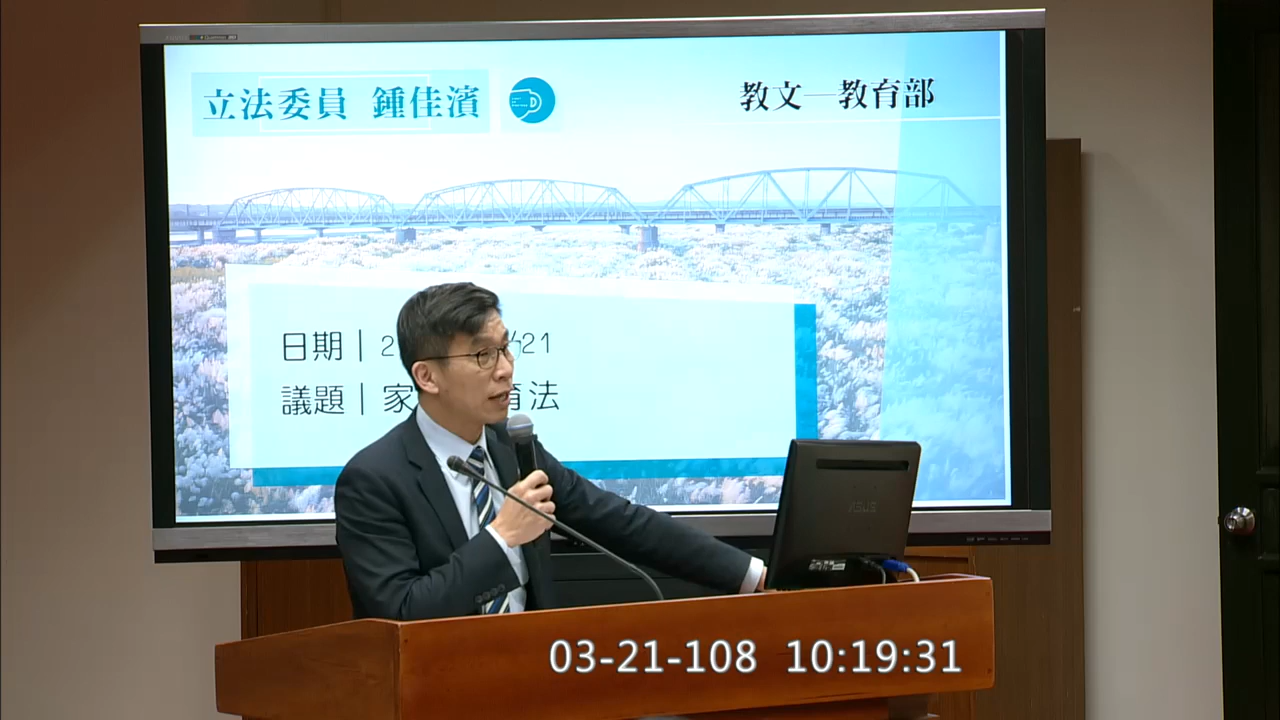 立法委員 鍾佳濱
D
教文—教育部
日期｜2 /21
議題｜家 育法
ASUS
03-21-108 10:19:31